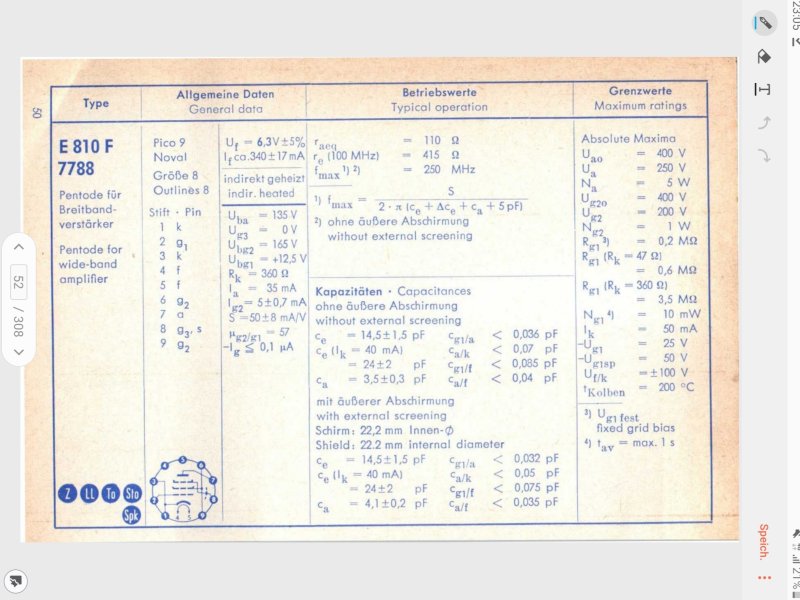 23:05
50
Type
Allgemeine Daten
General data
Betriebswerte
Typical operation
Grenzwerte
Maximum ratings
E 810 F
7788
Pentode für
Breitband-
verstärker
Pentode for
wide-band
amplifier
Z LL To Sto
Spk
Pico 9
Noval
Größe 8
Outlines 8
Stift · Pin
1 k
2 g1
3 k
4 f
5 f
6 g2
7 a
8 g3, s
9 g2
Uf = 6,3V±5%
If ca.340±17mA
indirekt geheizt
indir. heated
Uba = 135 V
Ug3 = 0 V
Ubg2 = 165 V
Ubg1 = +12,5 V
Rk = 360 Ω
Ia = 35 mA
Ig2 = 5±0,7 mA
S = 50±8 mA/V
μg2/g1 = 57
-Ig ≦ 0,1 μA
raeq = 110 Ω
re (100 MHz) = 415 Ω
fmax 1) 2) = 250 MHz
1) fmax = S / 2 · π (ce + Δce + ca + 5 pF)
2) ohne äußere Abschirmung
without external screening
Kapazitäten · Capacitances
ohne äußere Abschirmung
without external screening
ce = 14,5±1,5 pF cg1/a < 0,036 pF
ce (Ik = 40 mA) ca/k < 0,07 pF
= 24±2 pF cg1/f < 0,085 pF
ca = 3,5±0,3 pF ca/f < 0,04 pF
mit äußerer Abschirmung
with external screening
Schirm: 22,2 mm Innen-Ø
Shield: 22.2 mm internal diameter
ce = 14,5±1,5 pF cg1/a < 0,032 pF
ce (Ik = 40 mA) ca/k < 0,05 pF
= 24±2 pF cg1/f < 0,075 pF
ca = 4,1±0,2 pF ca/f < 0,035 pF
Absolute Maxima
Uao = 400 V
Ua = 250 V
Na = 5 W
Ug2o = 400 V
Ug2 = 200 V
Ng2 = 1 W
Rg1 3) = 0,2 MΩ
Rg1 (Rk = 47 Ω)
= 0,6 MΩ
Rg1 (Rk = 360 Ω)
= 3,5 MΩ
Ng1 4) = 10 mW
Ik = 50 mA
-Ug1 = 25 V
-Ug1sp = 50 V
Uf/k = ±100 V
tKolben = 200 °C
3) Ug1 fest
fixed grid bias
4) tav = max. 1 s
52 / 308
Speich.
21%